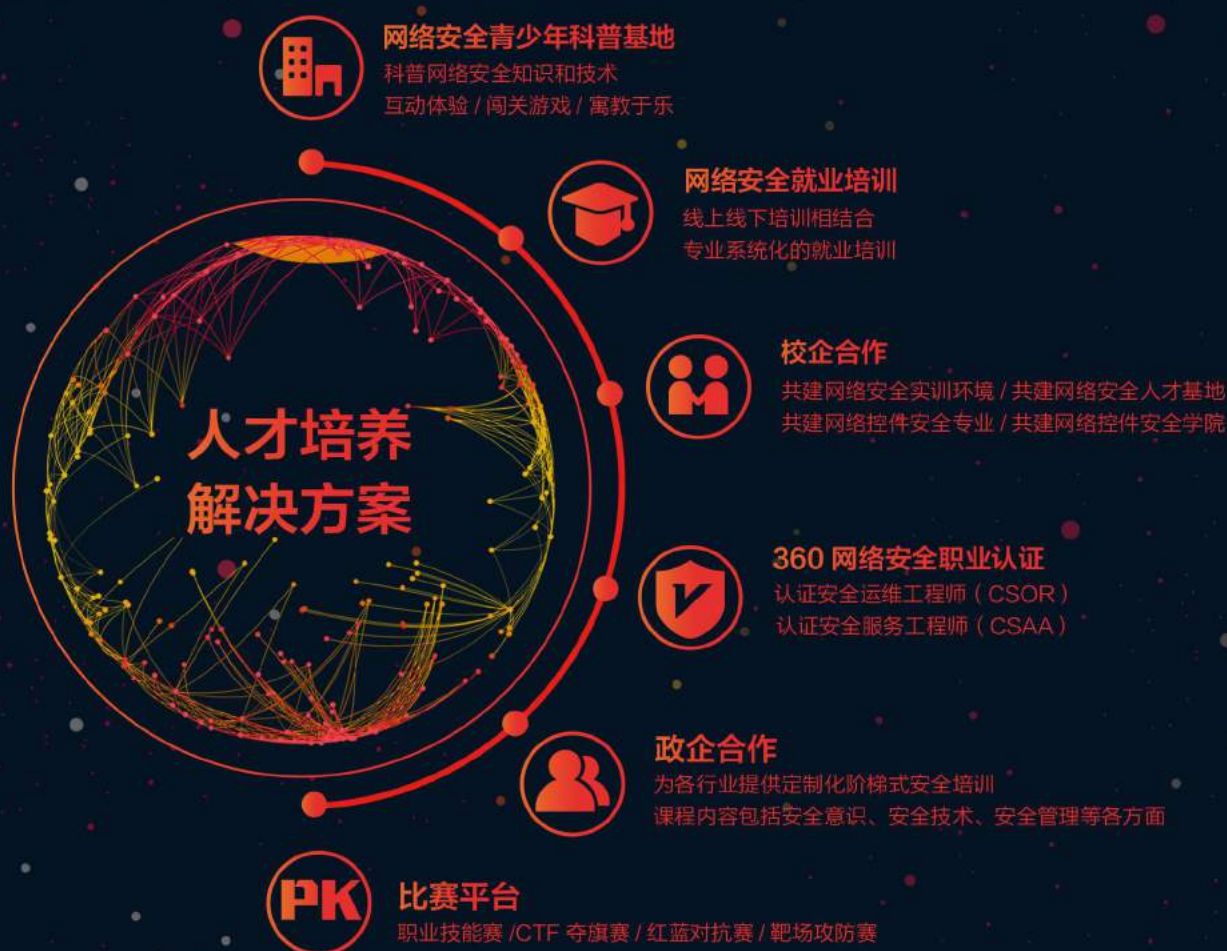 网络安全青少年科普基地
科普网络安全知识和技术
互动体验 / 闯关游戏 / 寓教于乐
网络安全就业培训
线上线下培训相结合
专业系统化的就业培训
校企合作
共建网络安全实训环境 / 共建网络安全人才基地
共建网络控件安全专业 / 共建网络控件安全学院
人才培养
解决方案
360 网络安全职业认证
认证安全运维工程师（CSOR）
认证安全服务工程师（CSAA）
政企合作
为各行业提供定制化阶梯式安全培训
课程内容包括安全意识、安全技术、安全管理等各方面
PK
比赛平台
职业技能赛 /CTF 夺旗赛 / 红蓝对抗赛 / 靶场攻防赛